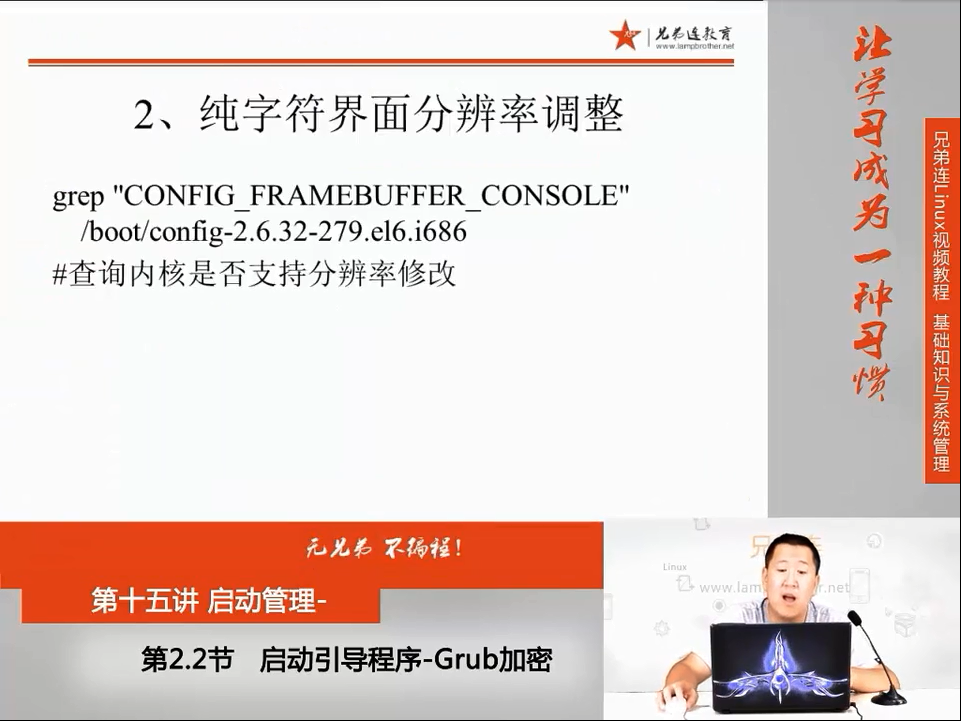 兄弟连教育
www.lampbrother.net
2、纯字符界面分辨率调整
grep "CONFIG_FRAMEBUFFER_CONSOLE"
/boot/config-2.6.32-279.el6.i686
#查询内核是否支持分辨率修改
让学习成为一种习惯
兄弟连Linux视频教程 基础知识与系统管理
无兄弟 不编程!
第十五讲 启动管理-
第2.2节 启动引导程序-Grub加密
Linux